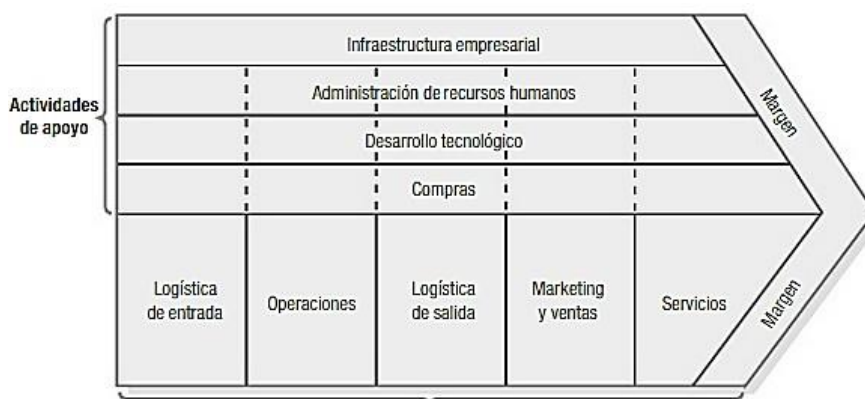 Infraestructura empresarial
Administración de recursos humanos
Actividades
de apoyo
Desarrollo tecnológico
Compras
Margen
Logística
de entrada
Operaciones
Logística
de salida
Marketing
y ventas
Servicios
Margen